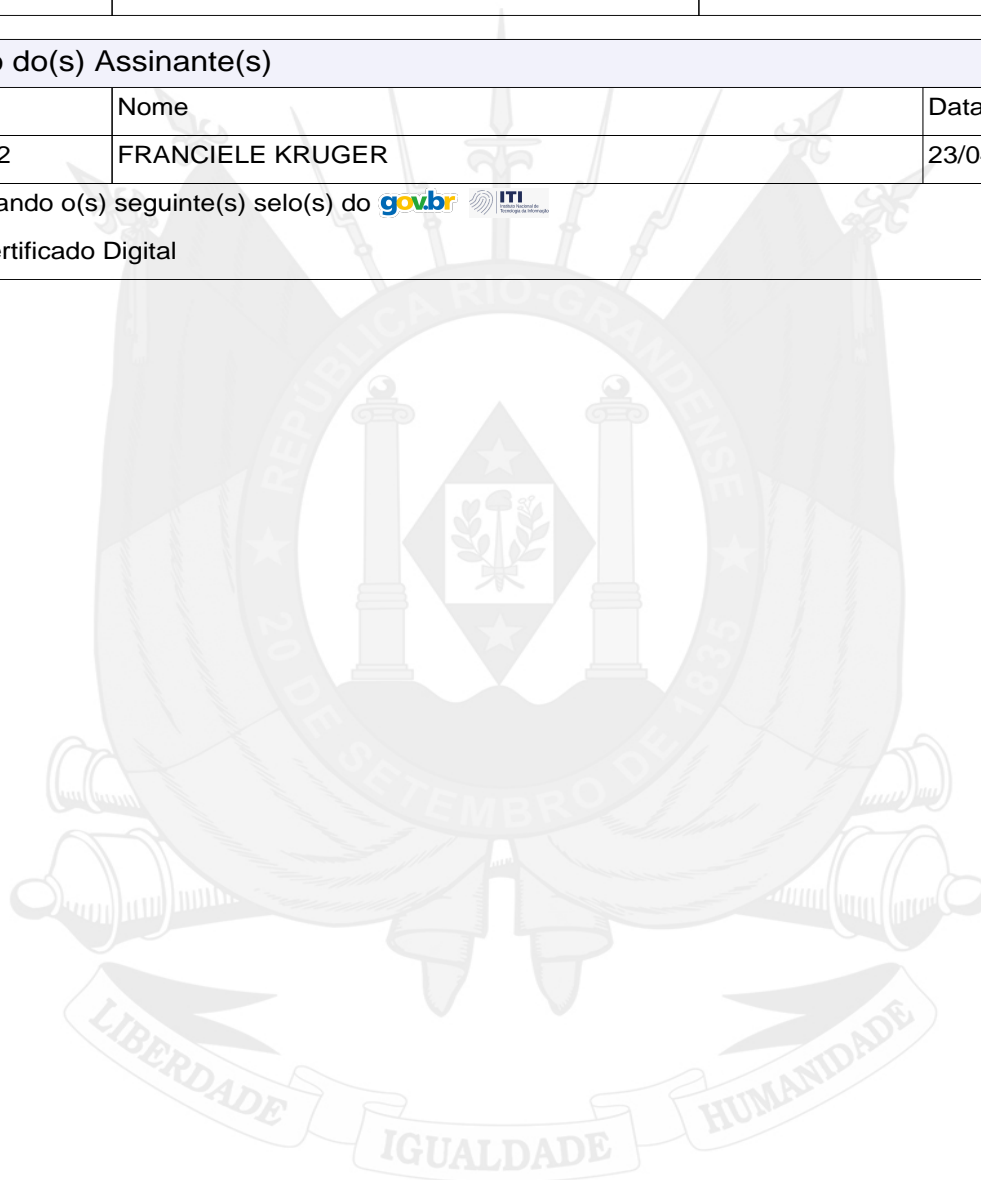 o do(s) Assinante(s)
Nome Data
2 FRANCIELE KRUGER 23/0
ando o(s) seguinte(s) selo(s) do gov.br ITI
rtificado Digital
REPÚBLICA RIO-GRANDENSE
20 DE SETEMBRO DE 1835
LIBERDADE IGUALDADE HUMANIDADE